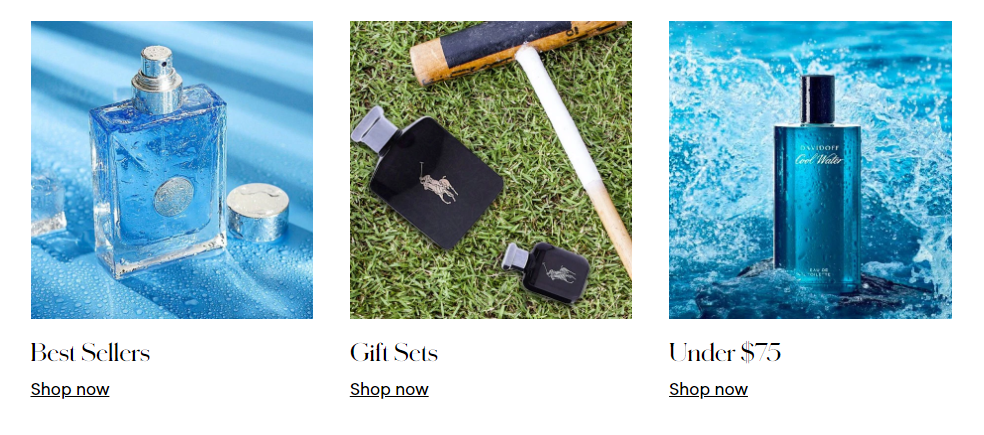 DAVIDOFF
Cool Water
EAU DE
TOILETTE
Best Sellers
Gift Sets
Under $75
Shop now
Shop now
Shop now